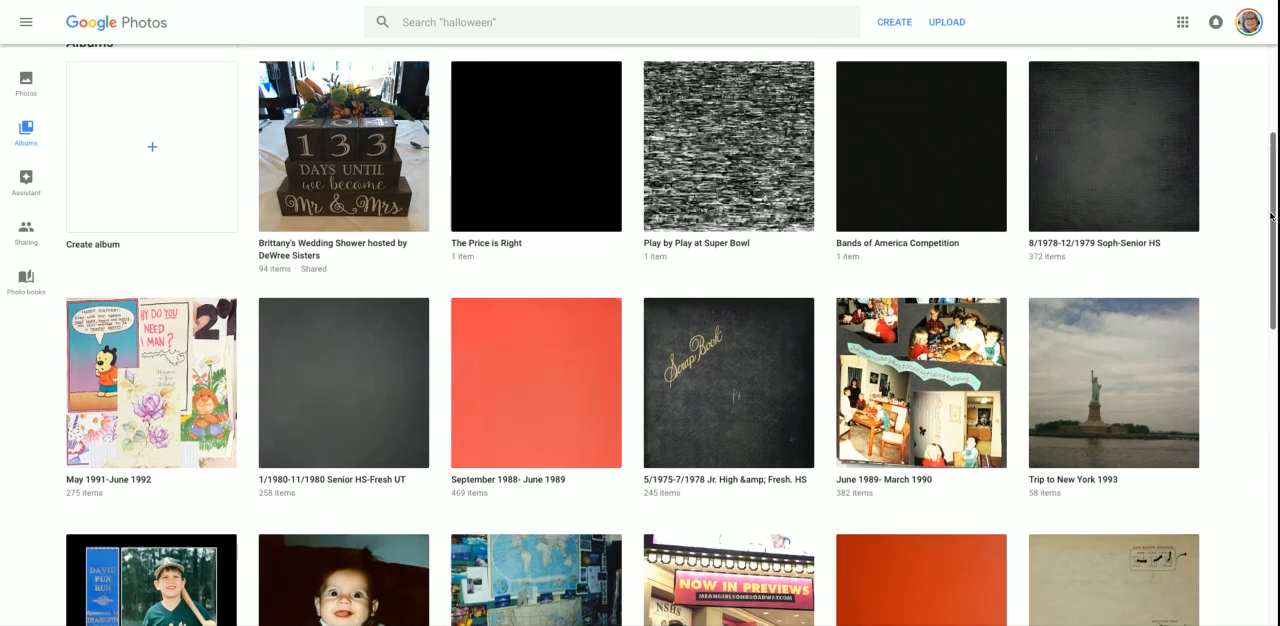 Google Photos
Search "halloween"
CREATE
UPLOAD
Albums
Photos
Albums
Assistant
Sharing
Photo books
Create album
133
DAYS UNTIL
we become
Mr & Mrs
Brittany's Wedding Shower hosted by
DeWree Sisters
94 items · Shared
The Price is Right
1 item
Play by Play at Super Bowl
1 item
Bands of America Competition
1 item
8/1978-12/1979 Soph-Senior HS
372 items
HY DO YOU
NEED
MAN?
21
May 1991-June 1992
275 items
1/1980-11/1980 Senior HS-Fresh UT
258 items
September 1988- June 1989
469 items
Scrap Book
5/1975-7/1978 Jr. High &amp; Fresh. HS
245 items
June 1989- March 1990
382 items
Trip to New York 1993
58 items
DAVID
FUN
RUN
NOW IN PREVIEWS
MEANGIRLSONBROADWAY.COM
NSHS